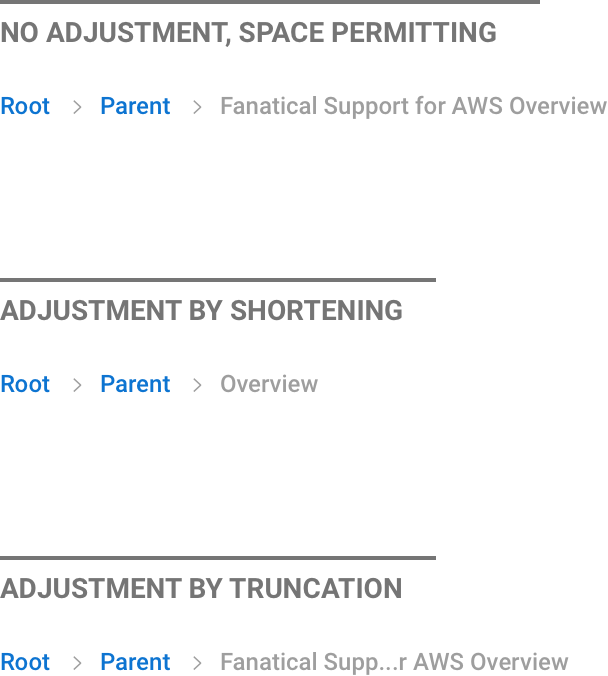 NO ADJUSTMENT, SPACE PERMITTING
Root > Parent > Fanatical Support for AWS Overview
ADJUSTMENT BY SHORTENING
Root > Parent > Overview
ADJUSTMENT BY TRUNCATION
Root > Parent > Fanatical Supp...r AWS Overview